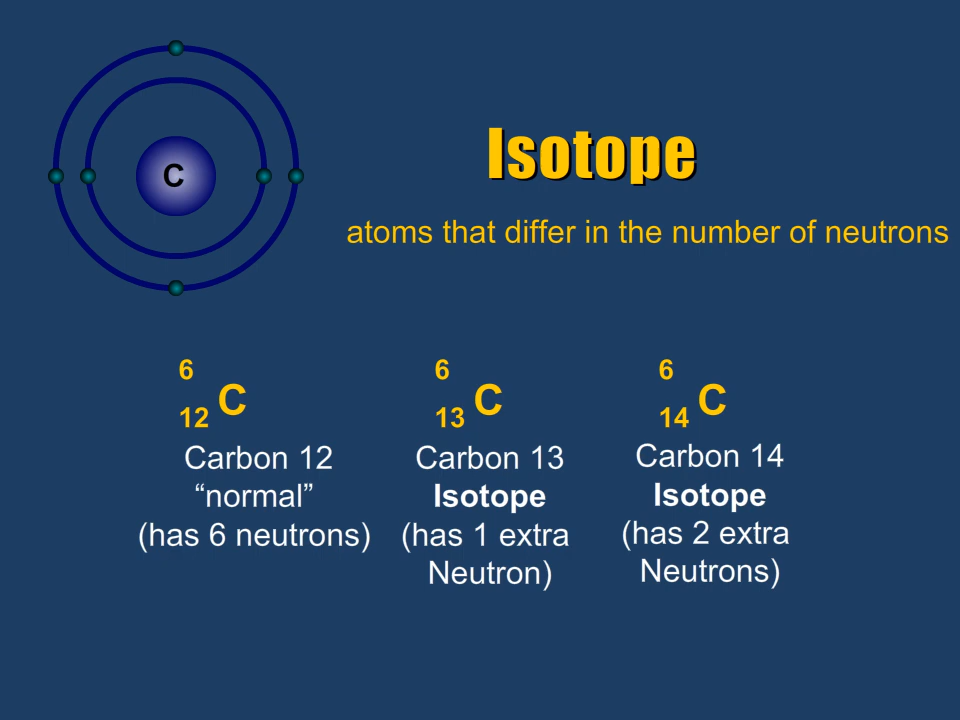 C
Isotope
atoms that differ in the number of neutrons
6
12 C
Carbon 12
“normal”
(has 6 neutrons)
6
13 C
Carbon 13
Isotope
(has 1 extra
Neutron)
6
14 C
Carbon 14
Isotope
(has 2 extra
Neutrons)